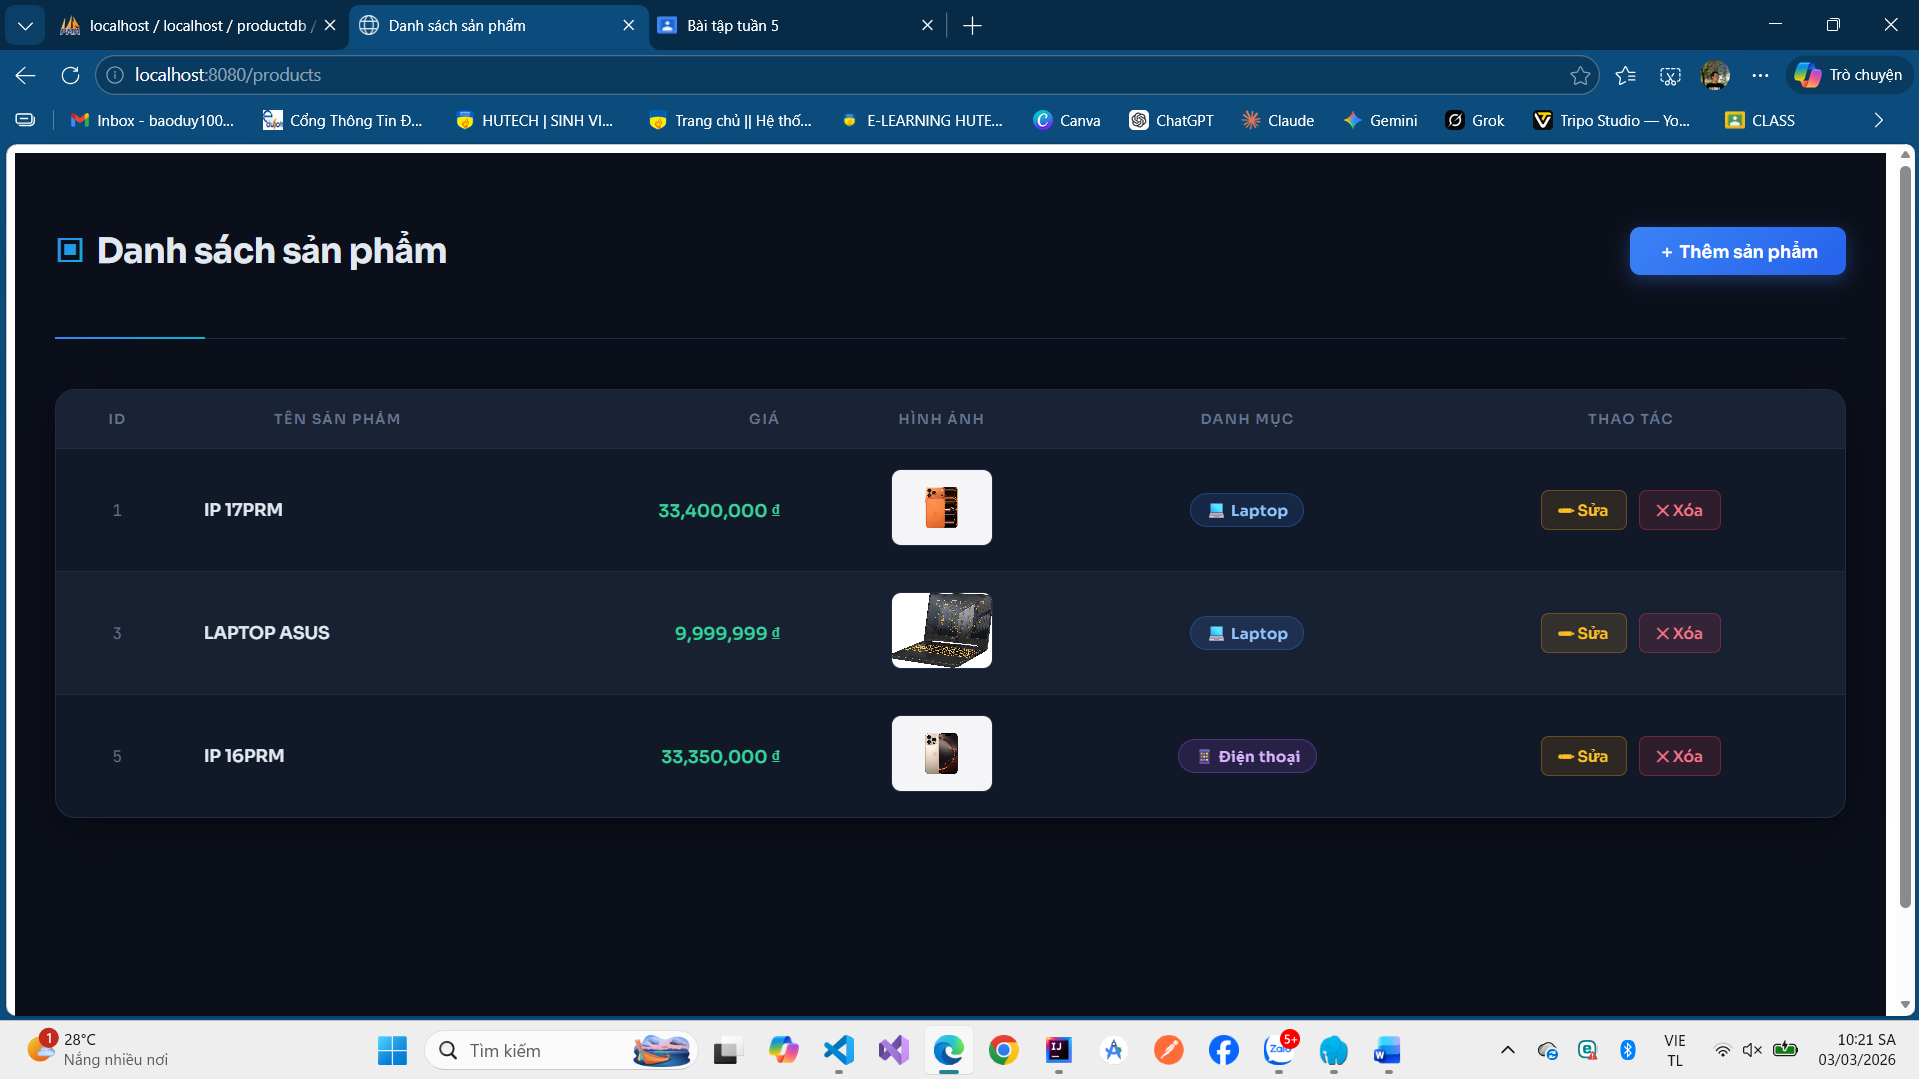 localhost / localhost / productdb /
Danh sách sản phẩm
Bài tập tuần 5
localhost:8080/products
Trò chuyện
Inbox - baoduy100...
Cổng Thông Tin Đ...
HUTECH | SINH VI...
Trang chủ || Hệ thố...
E-LEARNING HUTE...
Canva
ChatGPT
Claude
Gemini
Grok
Tripo Studio — Yo...
CLASS
Danh sách sản phẩm
+ Thêm sản phẩm
ID TÊN SẢN PHẨM GIÁ HÌNH ẢNH DANH MỤC THAO TÁC
1 IP 17PRM 33,400,000 ₫ Laptop Sửa Xóa
3 LAPTOP ASUS 9,999,999 ₫ Laptop Sửa Xóa
5 IP 16PRM 33,350,000 ₫ Điện thoại Sửa Xóa
1
28°C
Nắng nhiều nơi
Tìm kiếm
Zalo
5+
VIE
TL
10:21 SA
03/03/2026